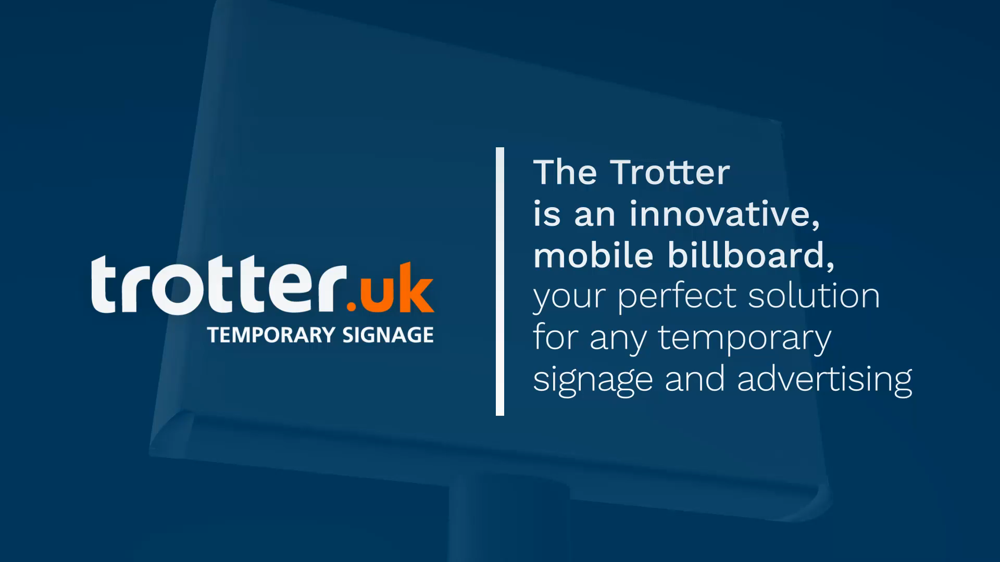 trotter.uk
TEMPORARY SIGNAGE
The Trotter
is an innovative,
mobile billboard,
your perfect solution
for any temporary
signage and advertising